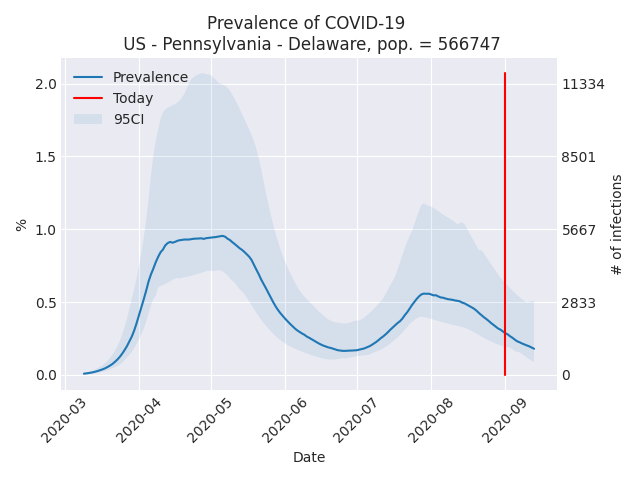 Prevalence of COVID-19
US - Pennsylvania - Delaware, pop. = 566747
Prevalence
Today
95CI
2.0
1.5
1.0
0.5
0.0
%
11334
8501
5667
2833
0
# of infections
2020-03
2020-04
2020-05
2020-06
2020-07
2020-08
2020-09
Date